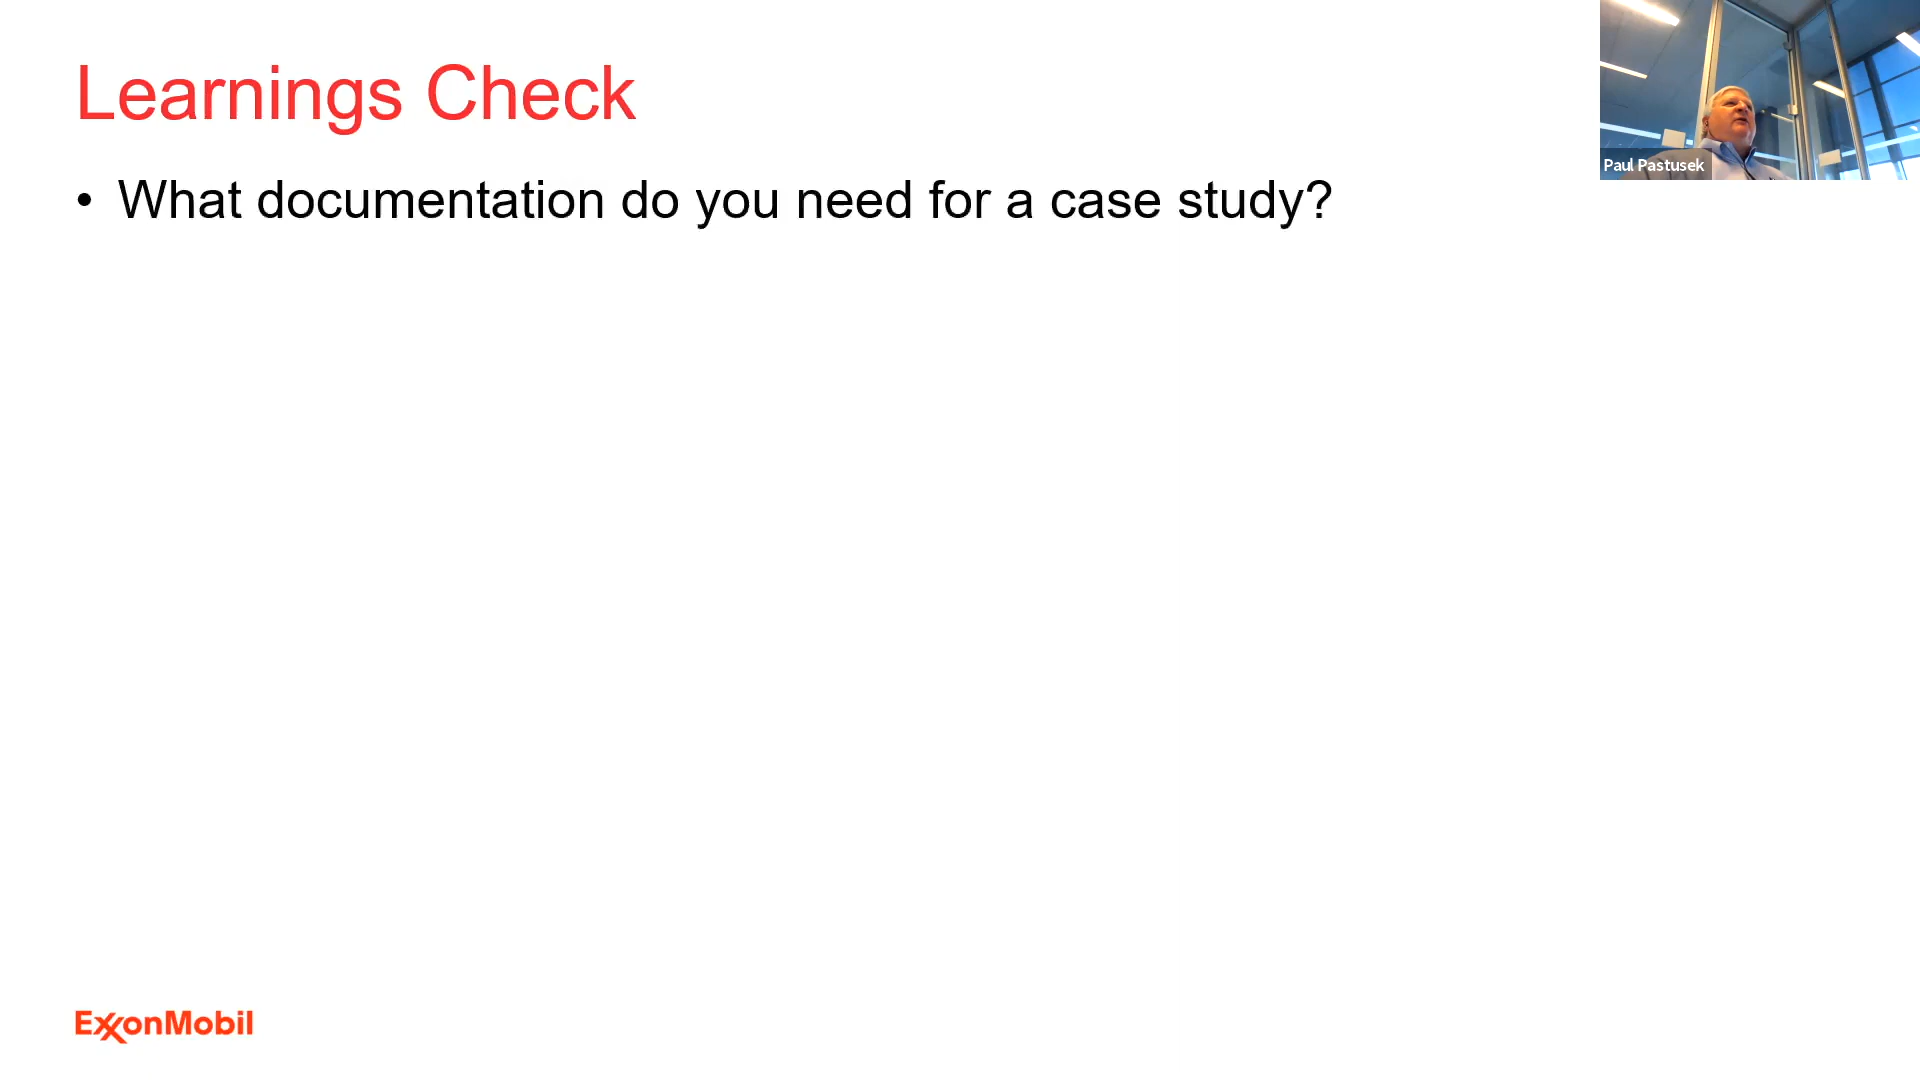 Learnings Check
• What documentation do you need for a case study?
Paul Pastusek
ExxonMobil